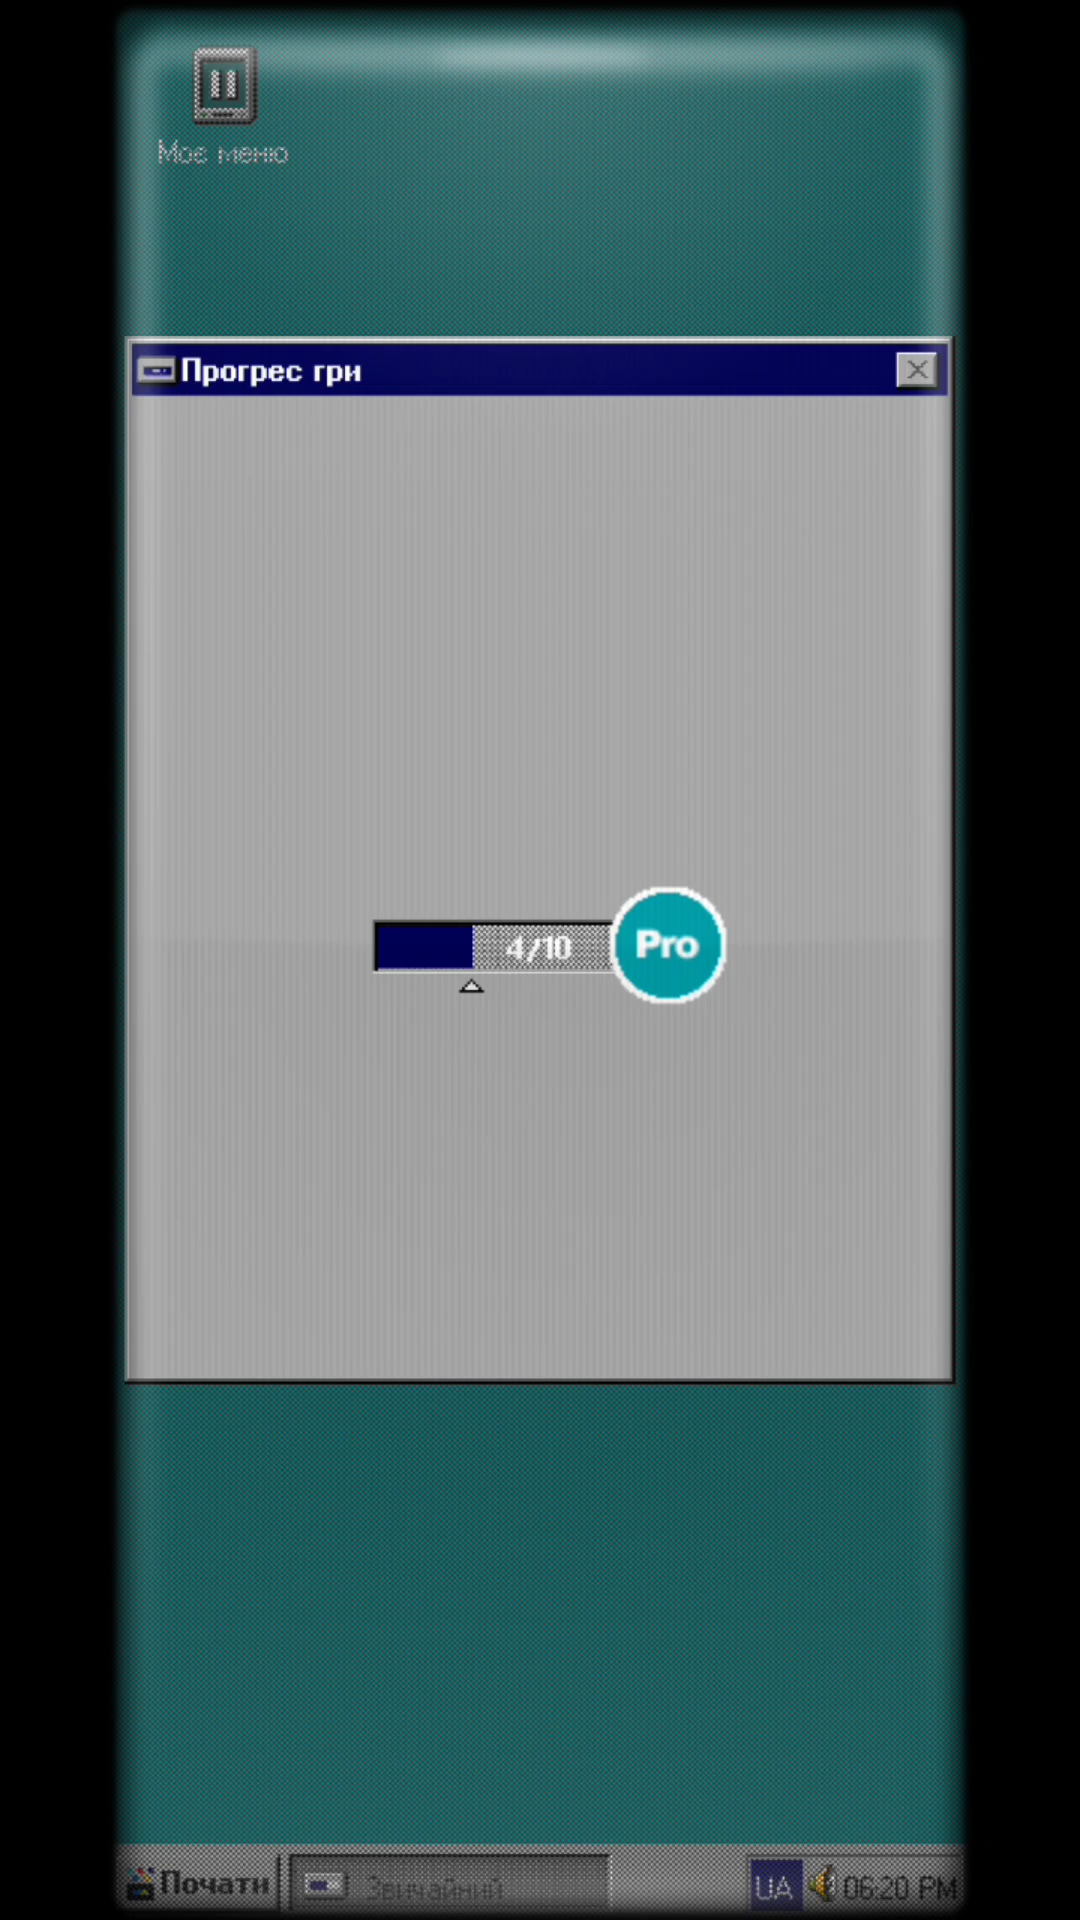 Моє меню
Прогрес гри
4/10
Pro
Почати
Звичайний
UA
06:20 PM